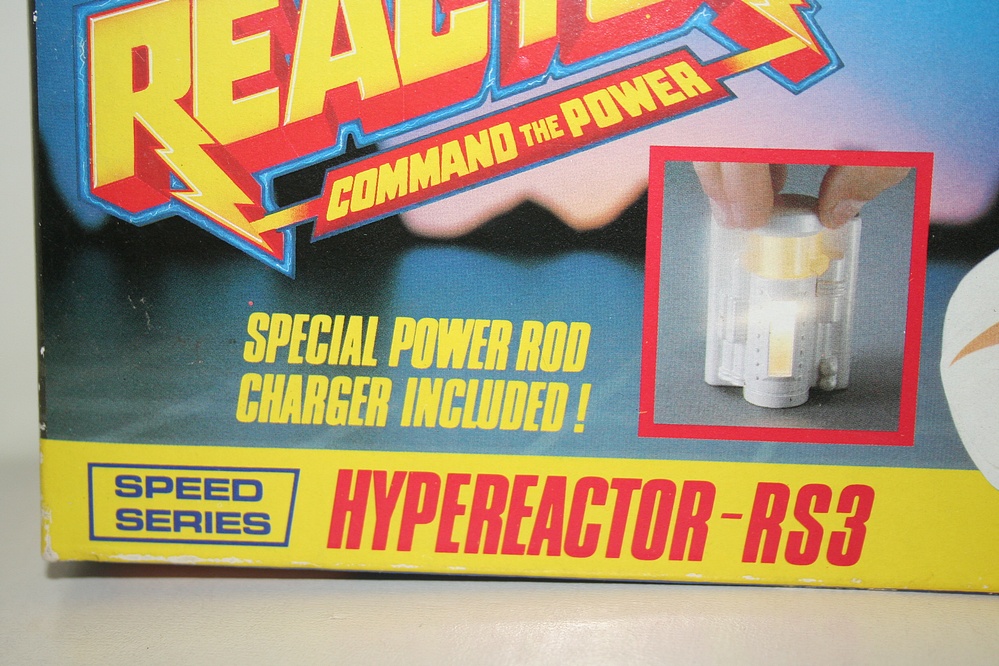 COMMAND THE POWER
SPECIAL POWER ROD
CHARGER INCLUDED!
SPEED
SERIES
HYPEREACTOR-RS3